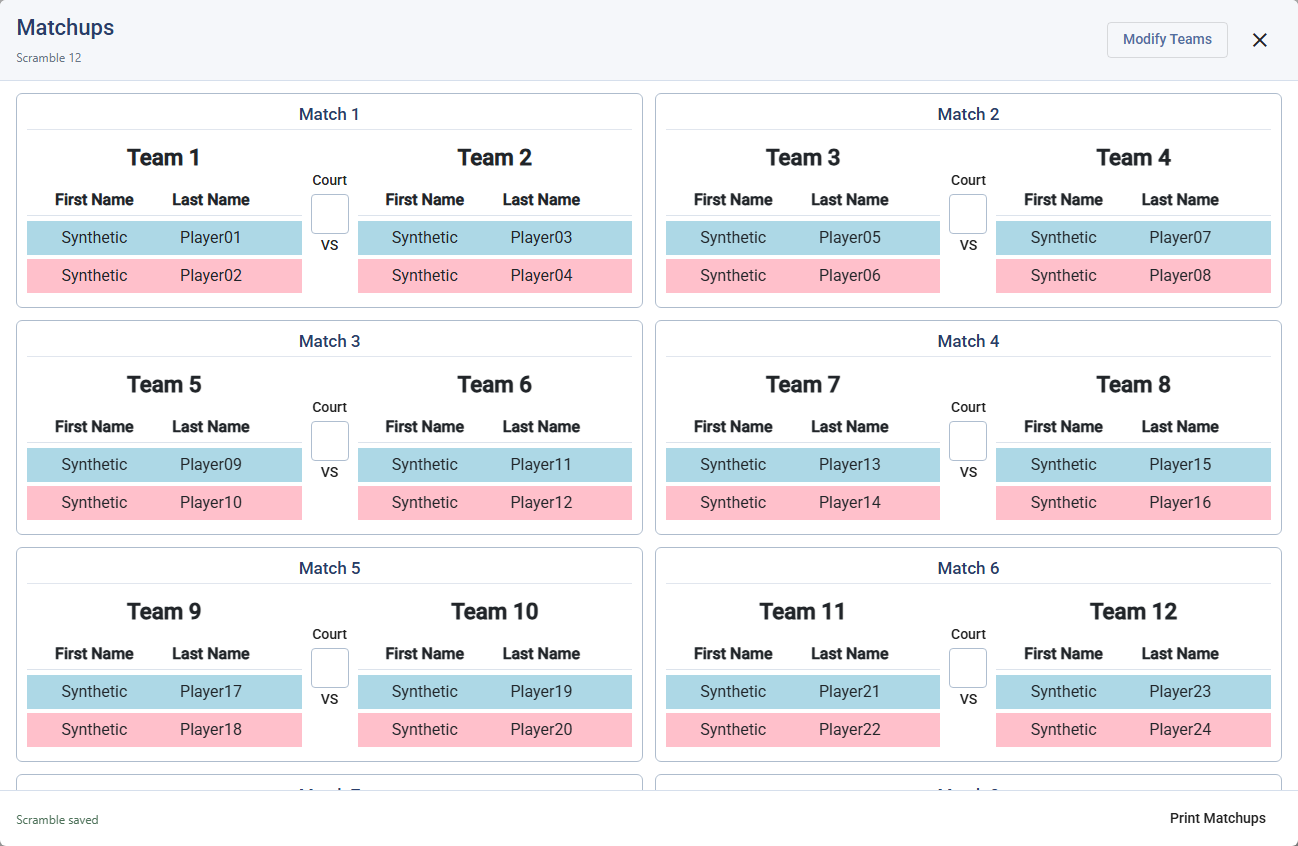 Matchups
Scramble 12
Modify Teams
Match 1
Team 1
Team 2
Court
First Name Last Name
First Name Last Name
VS
Synthetic Player01
Synthetic Player03
Synthetic Player02
Synthetic Player04
Match 2
Team 3
Team 4
Court
First Name Last Name
First Name Last Name
VS
Synthetic Player05
Synthetic Player07
Synthetic Player06
Synthetic Player08
Match 3
Team 5
Team 6
Court
First Name Last Name
First Name Last Name
VS
Synthetic Player09
Synthetic Player11
Synthetic Player10
Synthetic Player12
Match 4
Team 7
Team 8
Court
First Name Last Name
First Name Last Name
VS
Synthetic Player13
Synthetic Player15
Synthetic Player14
Synthetic Player16
Match 5
Team 9
Team 10
Court
First Name Last Name
First Name Last Name
VS
Synthetic Player17
Synthetic Player19
Synthetic Player18
Synthetic Player20
Match 6
Team 11
Team 12
Court
First Name Last Name
First Name Last Name
VS
Synthetic Player21
Synthetic Player23
Synthetic Player22
Synthetic Player24
Scramble saved
Print Matchups